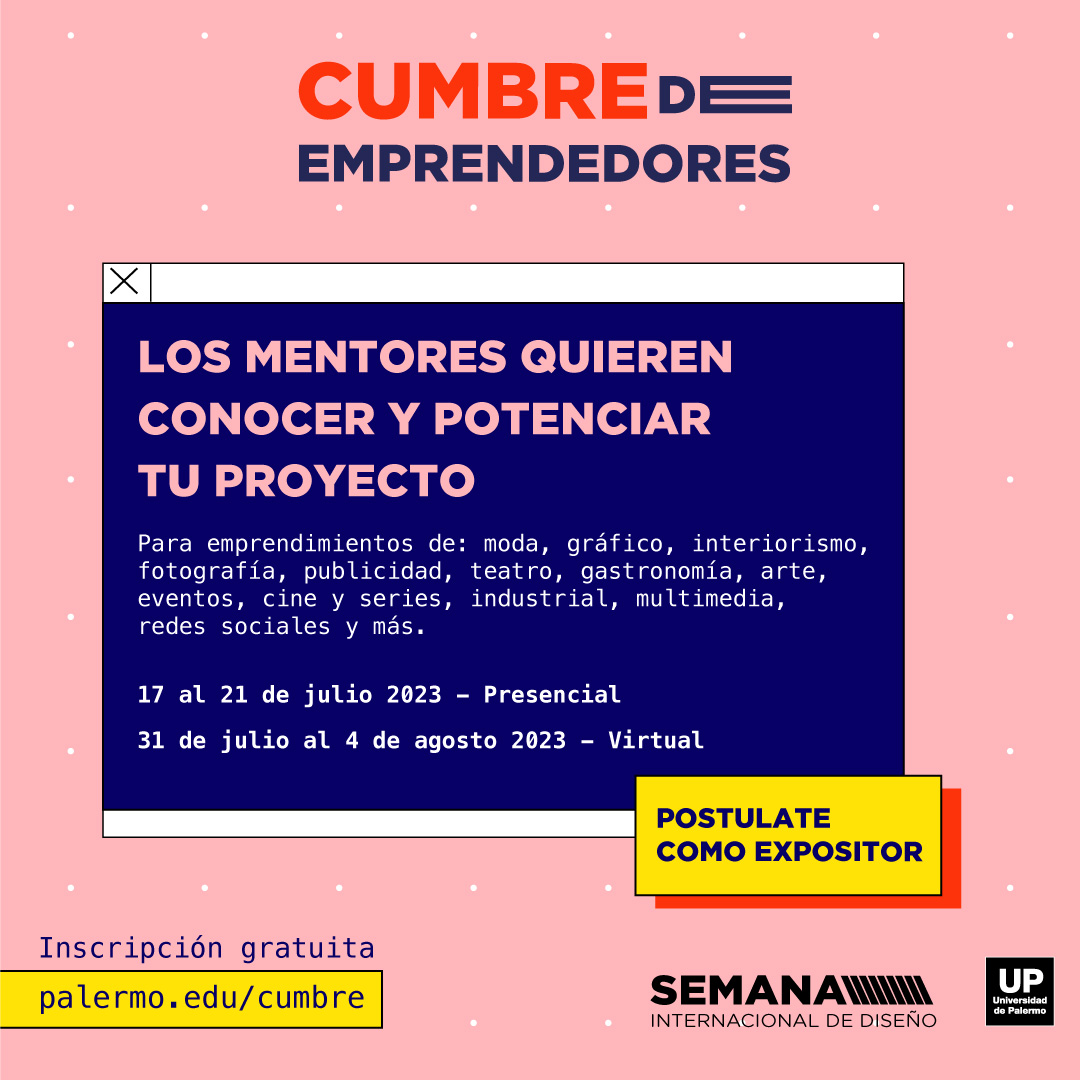 CUMBRE DE
EMPRENDEDORES
LOS MENTORES QUIEREN
CONOCER Y POTENCIAR
TU PROYECTO
Para emprendimientos de: moda, gráfico, interiorismo,
fotografía, publicidad, teatro, gastronomía, arte,
eventos, cine y series, industrial, multimedia,
redes sociales y más.
17 al 21 de julio 2023 – Presencial
31 de julio al 4 de agosto 2023 – Virtual
POSTULATE
COMO EXPOSITOR
Inscripción gratuita
palermo.edu/cumbre
SEMANA
INTERNACIONAL DE DISEÑO
UP
Universidad
de Palermo